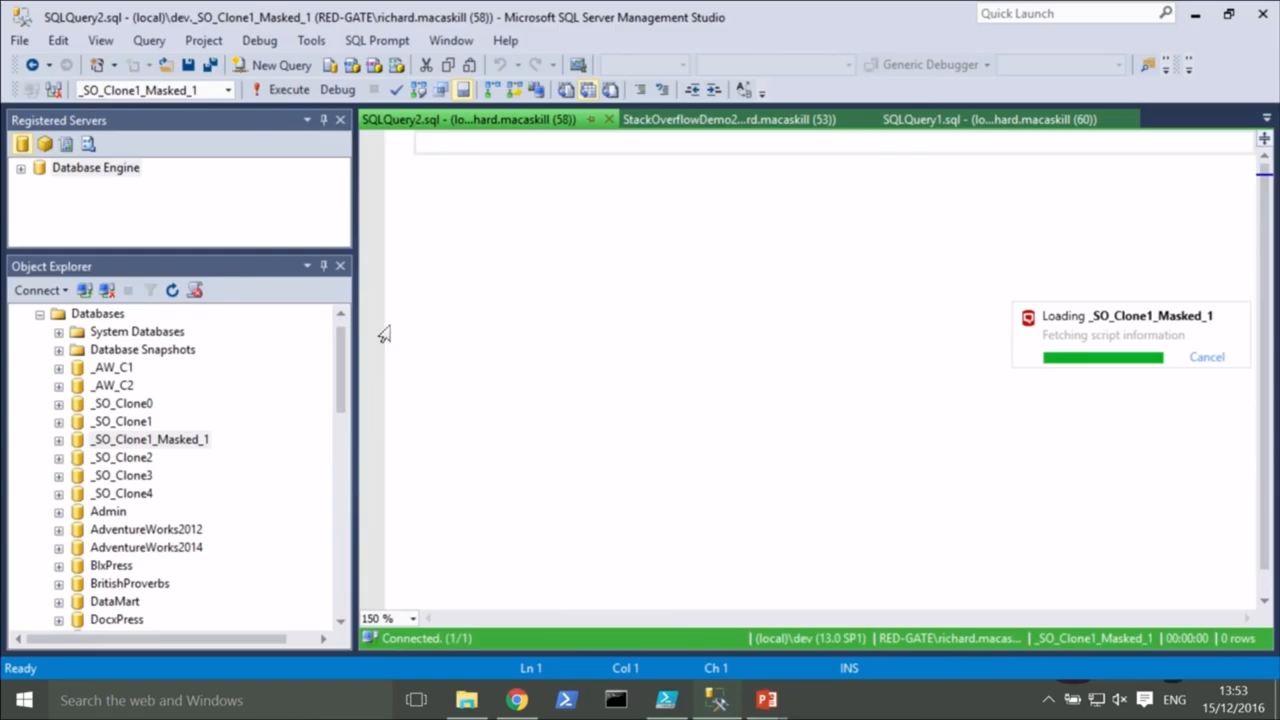 SQLQuery2.sql - (local)\dev._SO_Clone1_Masked_1 (RED-GATE\richard.macaskill (58)) - Microsoft SQL Server Management Studio
Quick Launch
File Edit View Query Project Debug Tools SQL Prompt Window Help
New Query
Generic Debugger
_SO_Clone1_Masked_1
Execute Debug
Registered Servers
SQLQuery2.sql - (lo...hard.macaskill (58))
StackOverflowDemo2...rd.macaskill (53))
SQLQuery1.sql - (lo...hard.macaskill (60))
Database Engine
Object Explorer
Connect
Databases
System Databases
Database Snapshots
_AW_C1
_AW_C2
_SO_Clone0
_SO_Clone1
_SO_Clone1_Masked_1
_SO_Clone2
_SO_Clone3
_SO_Clone4
Admin
AdventureWorks2012
AdventureWorks2014
BlxPress
BritishProverbs
DataMart
DocxPress
Loading _SO_Clone1_Masked_1
Fetching script information
Cancel
150 %
Connected. (1/1)
(local)\dev (13.0 SP1)
RED-GATE\richard.macas...
_SO_Clone1_Masked_1
00:00:00
0 rows
Ready
Ln 1
Col 1
Ch 1
INS
Search the web and Windows
ENG
13:53
15/12/2016